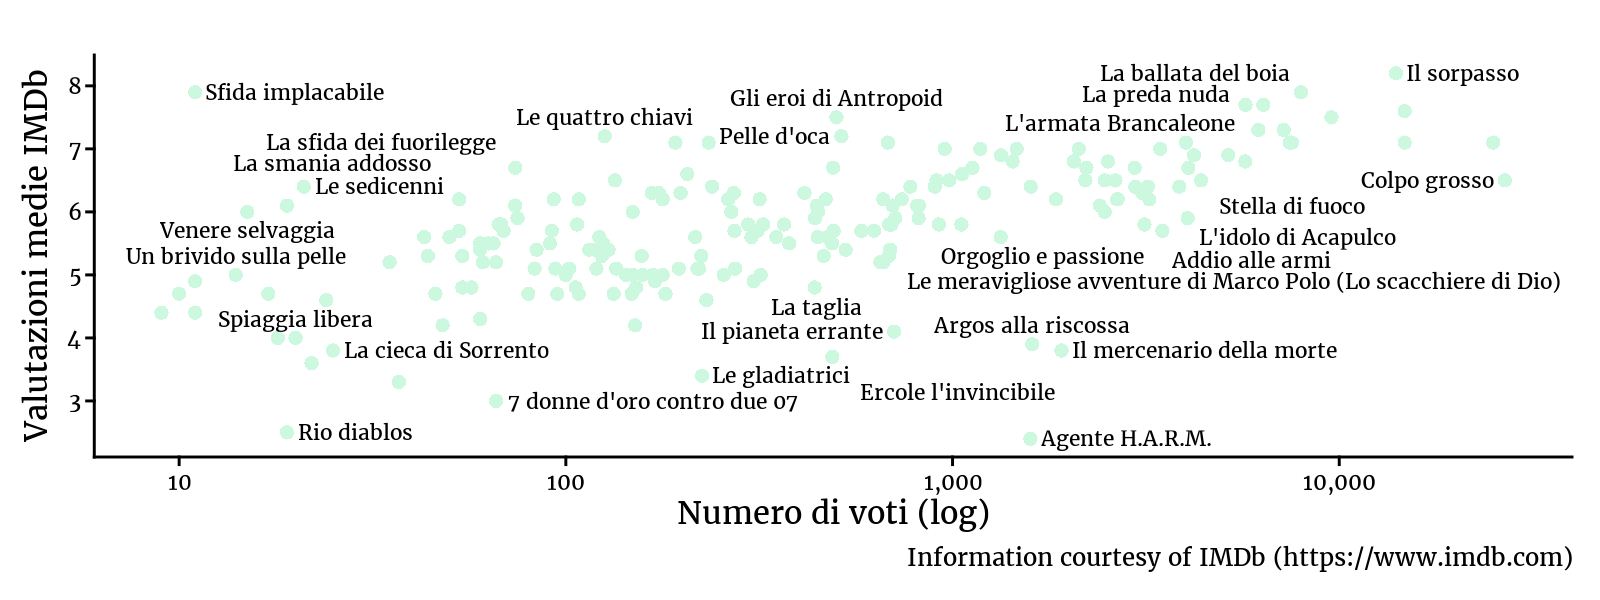 La ballata del boia
Il sorpasso
Sfida implacabile
La preda nuda
Gli eroi di Antropoid
Le quattro chiavi
L'armata Brancaleone
Pelle d'oca
La sfida dei fuorilegge
La smania addosso
Le sedicenni
Colpo grosso
Stella di fuoco
Venere selvaggia
L'idolo di Acapulco
Un brivido sulla pelle
Orgoglio e passione
Addio alle armi
Le meravigliose avventure di Marco Polo (Lo scacchiere di Dio)
La taglia
Spiaggia libera
Argos alla riscossa
Il pianeta errante
La cieca di Sorrento
Il mercenario della morte
Le gladiatrici
Ercole l'invincibile
7 donne d'oro contro due 07
Rio diablos
Agente H.A.R.M.
8
7
6
5
4
3
Valutazioni medie IMDb
10
100
1,000
10,000
Numero di voti (log)
Information courtesy of IMDb (https://www.imdb.com)